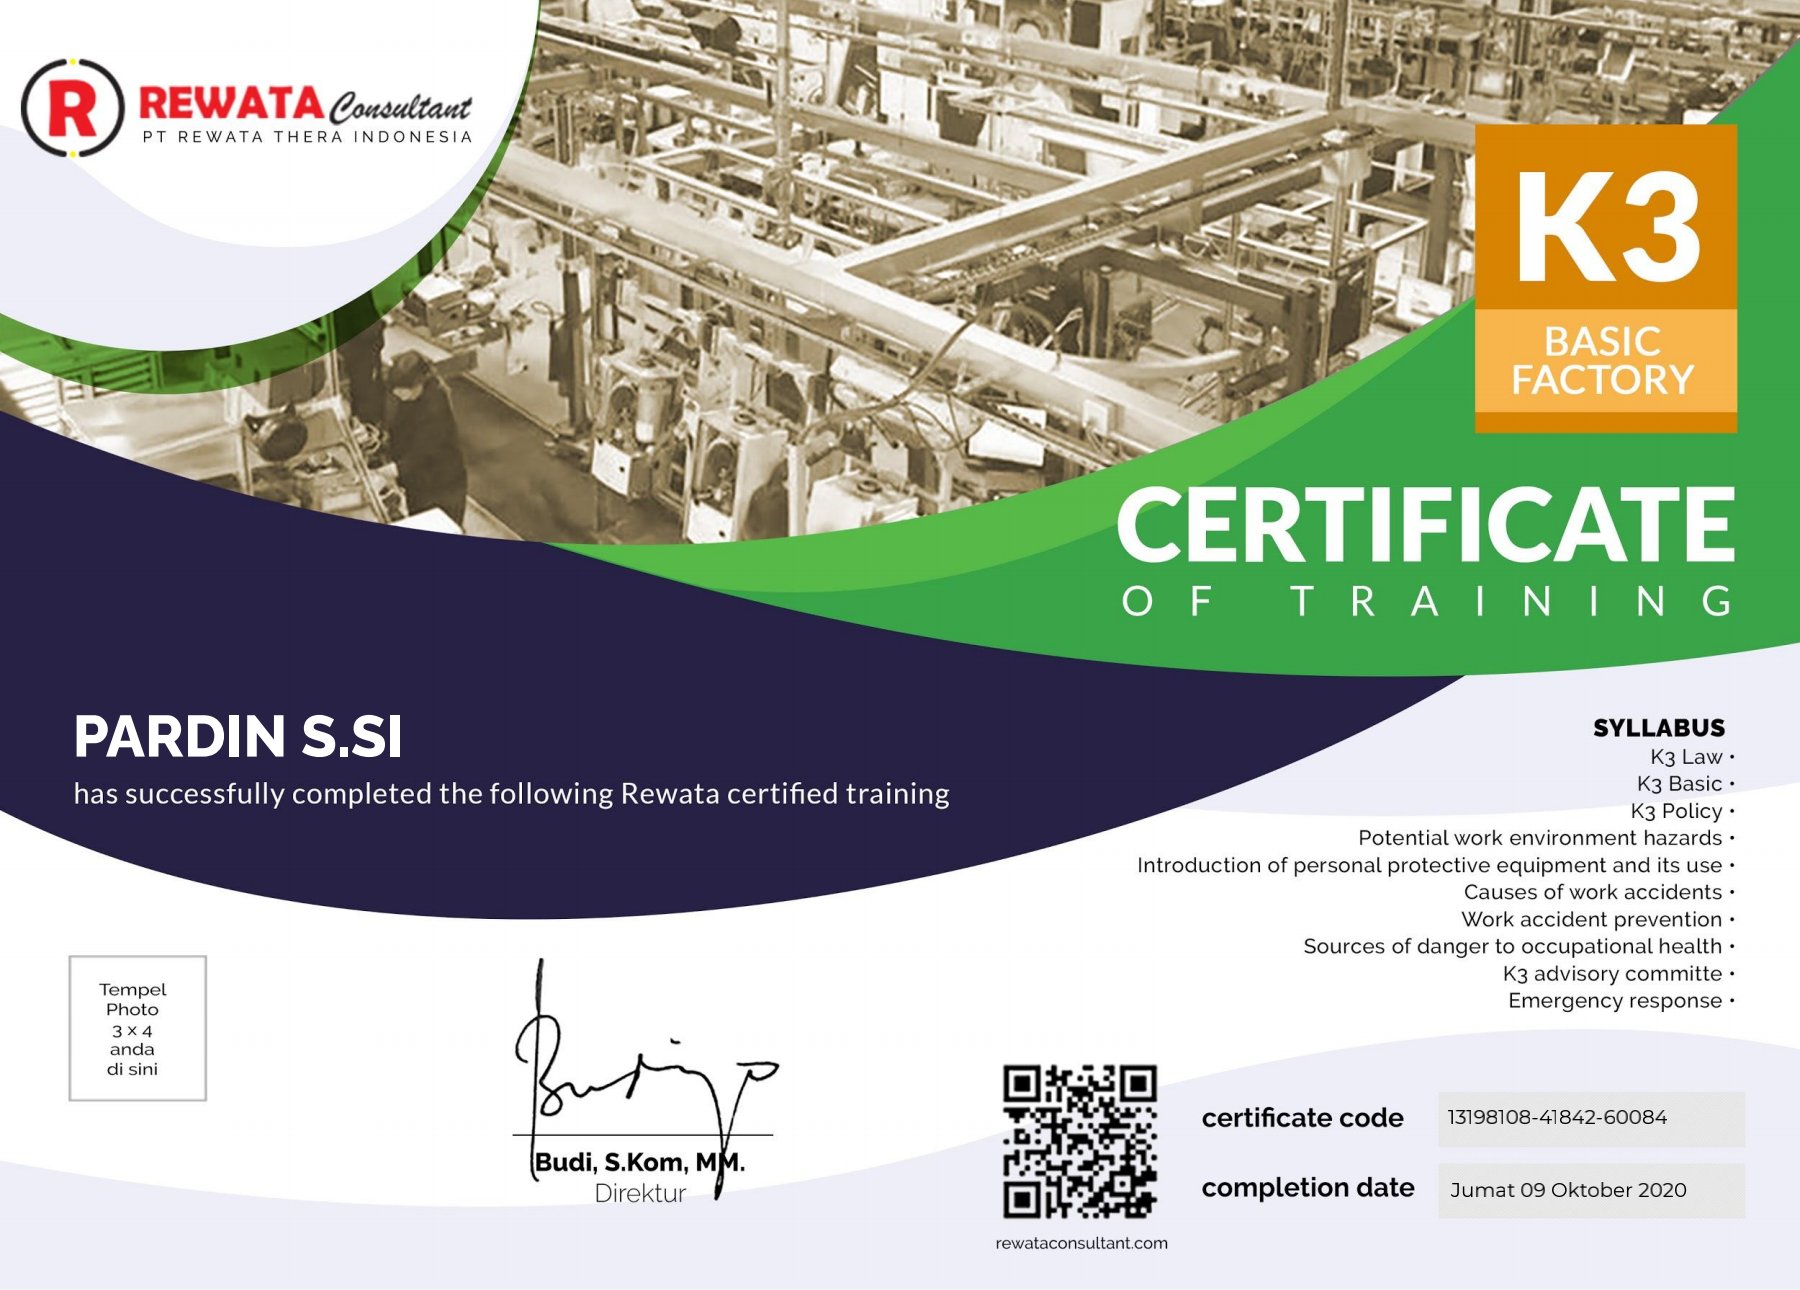 R
REWATA Consultant
PT REWATA THERA INDONESIA
K3
BASIC
FACTORY
CERTIFICATE
OF TRAINING
PARDIN S.SI
has successfully completed the following Rewata certified training
SYLLABUS
K3 Law •
K3 Basic •
K3 Policy •
Potential work environment hazards •
Introduction of personal protective equipment and its use •
Causes of work accidents •
Work accident prevention •
Sources of danger to occupational health •
K3 advisory committe •
Emergency response •
Tempel
Photo
3 x 4
anda
di sini
Budi, S.Kom, MM.
Direktur
rewataconsultant.com
certificate code 13198108-41842-60084
completion date Jumat 09 Oktober 2020